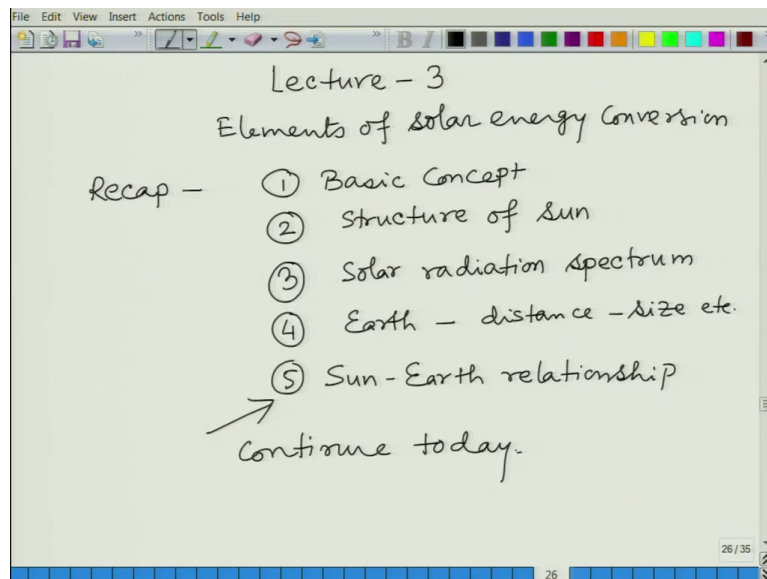 File Edit View Insert Actions Tools Help
B I
Lecture - 3
Elements of solar energy Conversion
Recap - ① Basic Concept
② Structure of sun
③ Solar radiation spectrum
④ Earth - distance - size etc.
⑤ Sun - Earth relationship
Continue today.
26/35
26